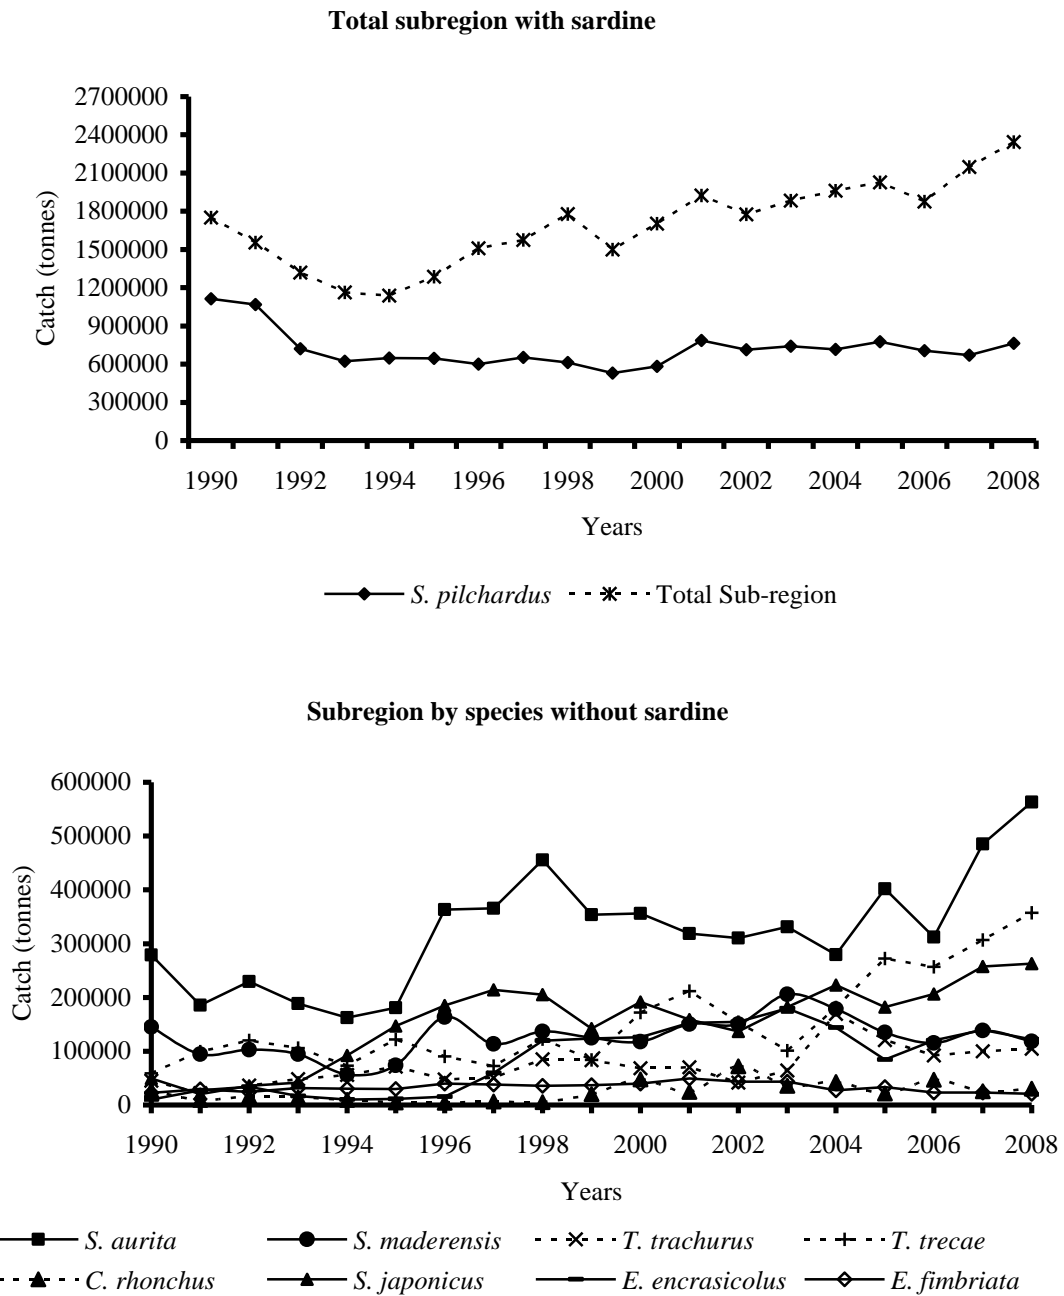 Total subregion with sardine
2700000
2400000
2100000
1800000
1500000
1200000
900000
600000
300000
0
Catch (tonnes)
1990 1992 1994 1996 1998 2000 2002 2004 2006 2008
Years
S. pilchardus Total Sub-region
Subregion by species without sardine
600000
500000
400000
300000
200000
100000
0
Catch (tonnes)
1990 1992 1994 1996 1998 2000 2002 2004 2006 2008
Years
S. aurita S. maderensis T. trachurus T. trecae
C. rhonchus S. japonicus E. encrasicolus E. fimbriata